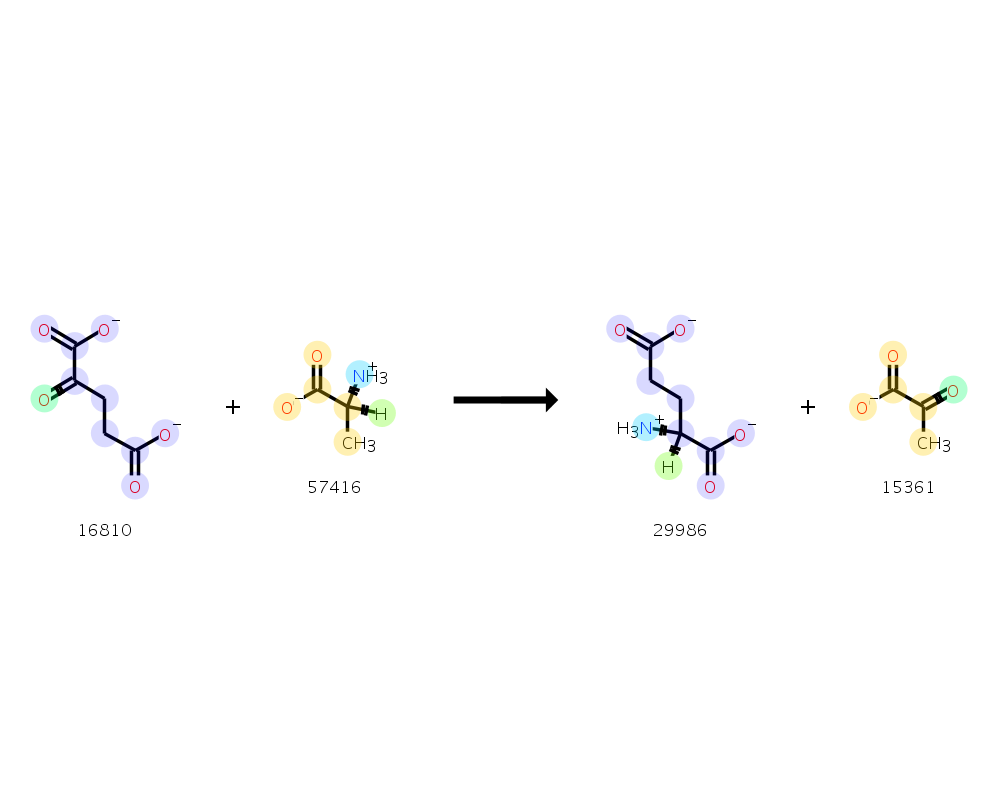 O O⁻ O O⁻ O
+
O O⁻ NH₃⁺ H CH₃
H₃N⁺ O O⁻ H O⁻ O
+
O O⁻ O CH₃
57416
15361
16810
29986